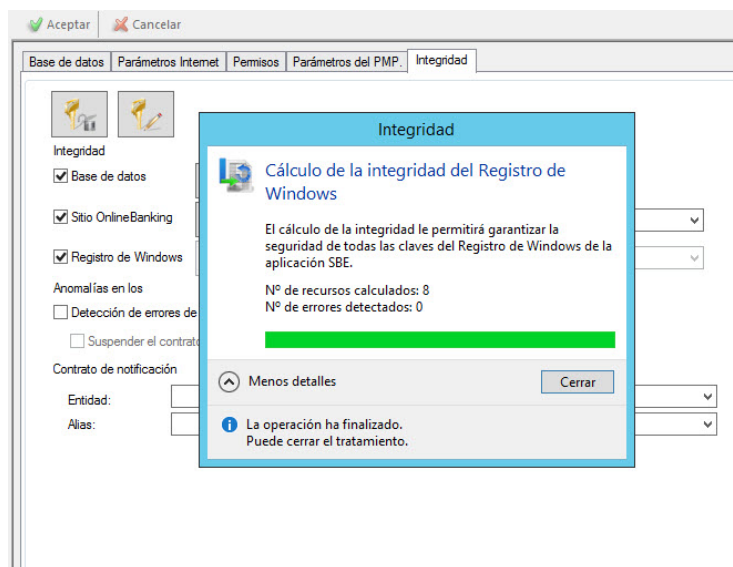 Aceptar
Cancelar
Base de datos
Parámetros Internet
Permisos
Parámetros del PMP.
Integridad
Integridad
Base de datos
Sitio OnlineBanking
Registro de Windows
Anomalías en los
Detección de errores de
Suspender el contrato
Contrato de notificación
Entidad:
Alias:
Integridad
Cálculo de la integridad del Registro de
Windows
El cálculo de la integridad le permitirá garantizar la
seguridad de todas las claves del Registro de Windows de la
aplicación SBE.
Nº de recursos calculados: 8
Nº de errores detectados: 0
Menos detalles
Cerrar
La operación ha finalizado.
Puede cerrar el tratamiento.